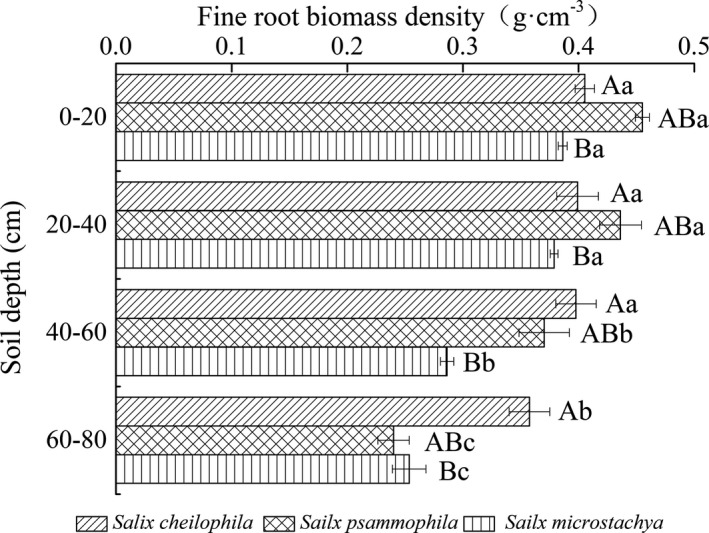 Fine root biomass density（g·cm-3）
0.0 0.1 0.2 0.3 0.4 0.5
Soil depth (cm)
0-20
Aa
ABa
Ba
20-40
Aa
ABa
Ba
40-60
Aa
ABb
Bb
60-80
Ab
ABc
Bc
Salix cheilophila Sailx psammophila Sailx microstachya